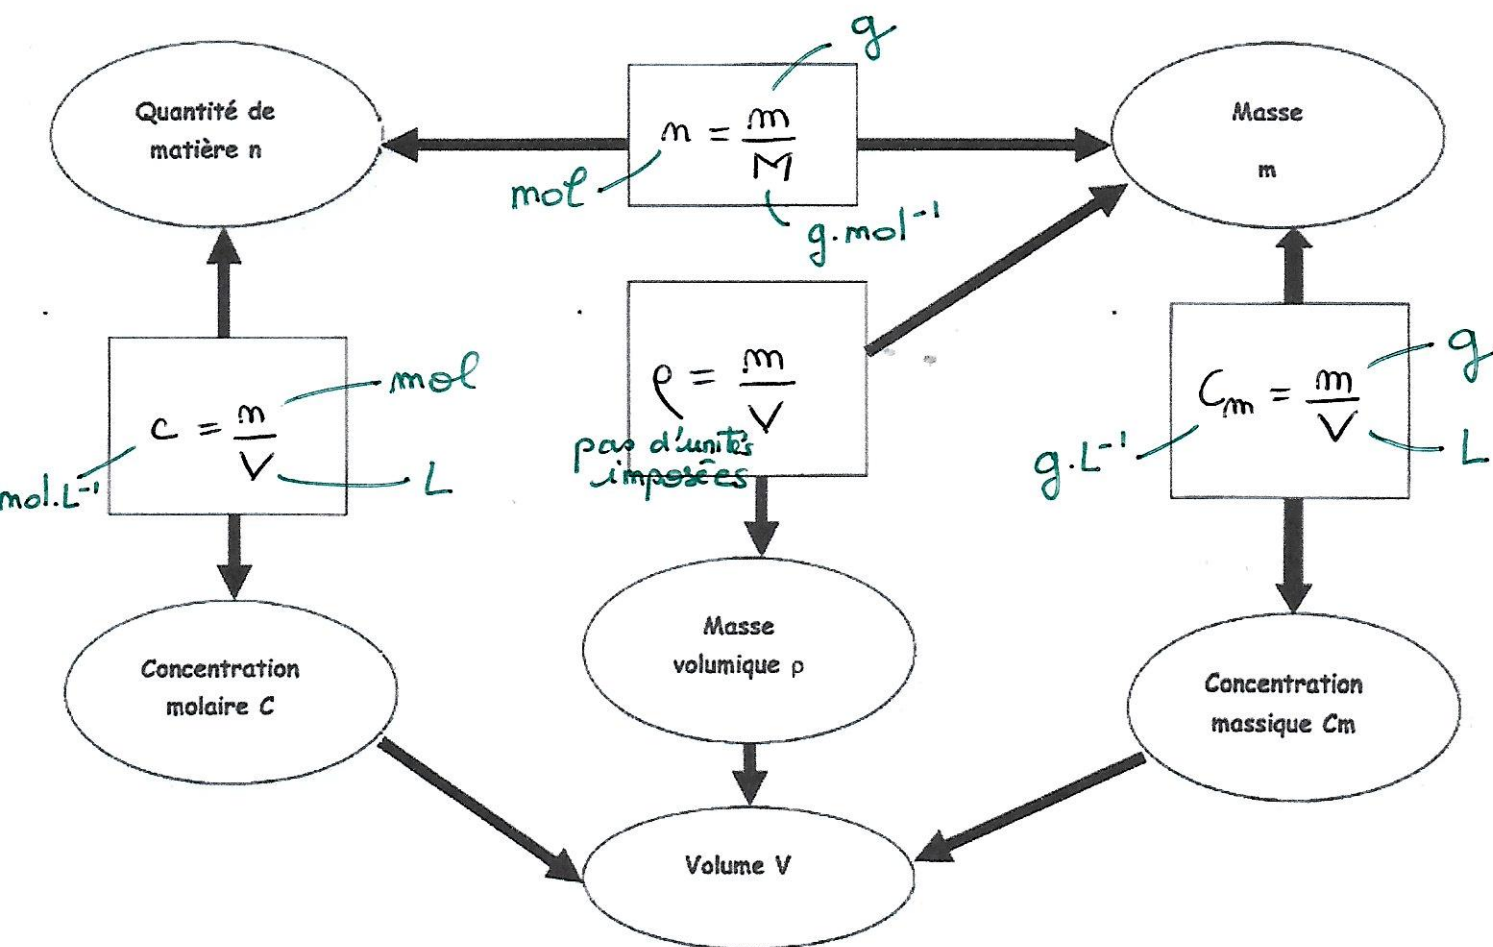 g
Quantité de
matière n
n = m/M
Masse
m
mol
g.mol⁻¹
c = n/V
mol
mol.L⁻¹
L
ρ = m/V
pas d'unités
imposées
Cm = m/V
g
g.L⁻¹
L
Concentration
molaire C
Masse
volumique ρ
Concentration
massique Cm
Volume V